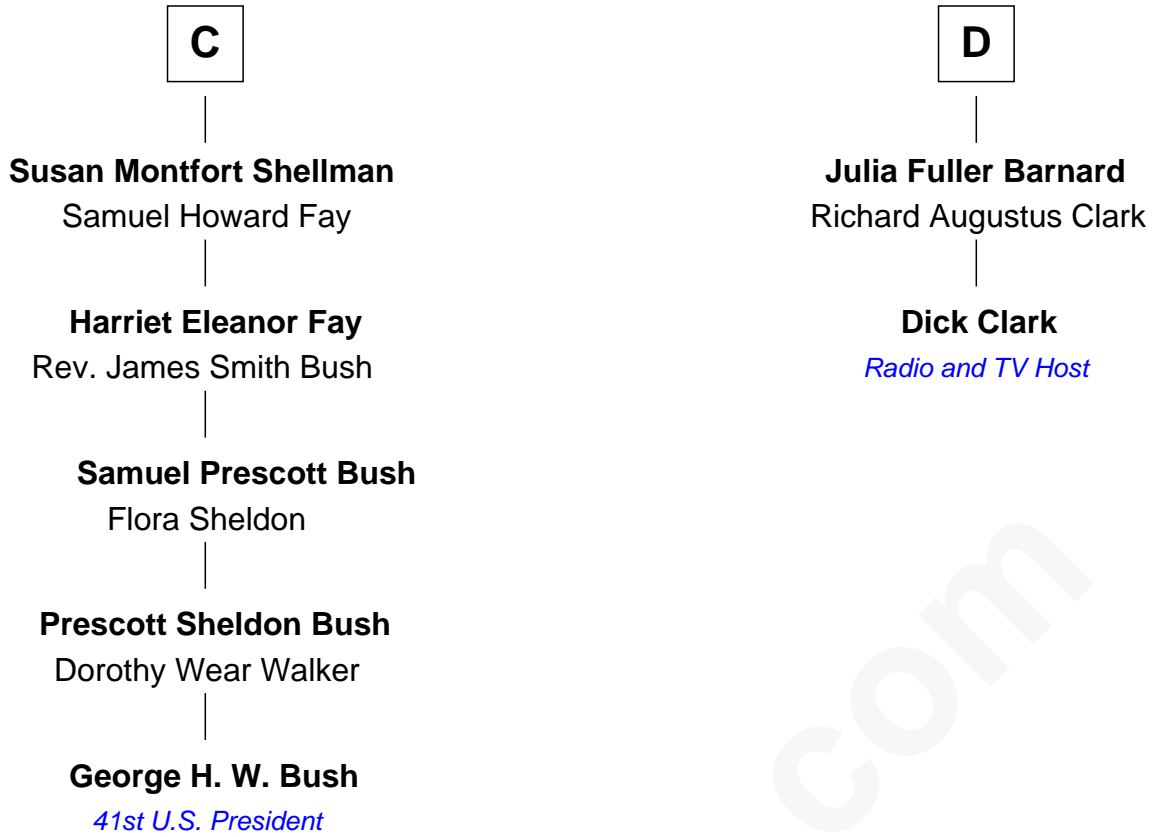 C
Susan Montfort Shellman
Samuel Howard Fay
Harriet Eleanor Fay
Rev. James Smith Bush
Samuel Prescott Bush
Flora Sheldon
Prescott Sheldon Bush
Dorothy Wear Walker
George H. W. Bush
41st U.S. President
D
Julia Fuller Barnard
Richard Augustus Clark
Dick Clark
Radio and TV Host
com